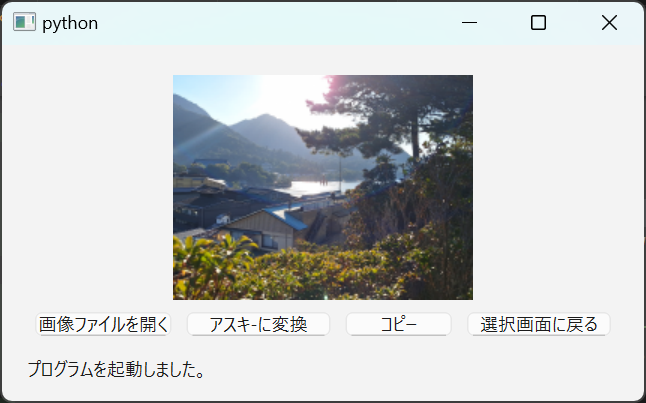 python
画像ファイルを開く
アスキーに変換
コピー
選択画面に戻る
プログラムを起動しました。